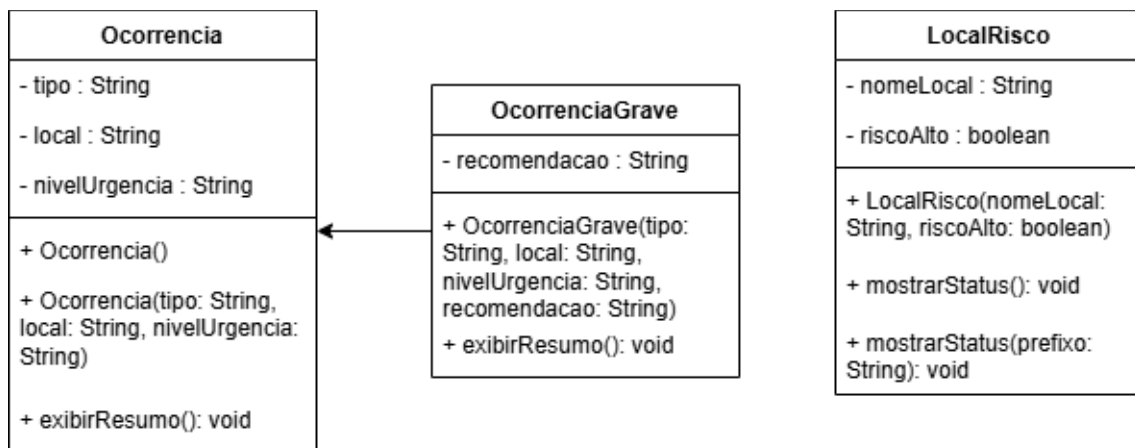 Ocorrencia
- tipo : String
- local : String
- nivelUrgencia : String
+ Ocorrencia()
+ Ocorrencia(tipo: String,
local: String, nivelUrgencia:
String)
+ exibirResumo(): void
OcorrenciaGrave
- recomendacao : String
+ OcorrenciaGrave(tipo:
String, local: String,
nivelUrgencia: String,
recomendacao: String)
+ exibirResumo(): void
LocalRisco
- nomeLocal : String
- riscoAlto : boolean
+ LocalRisco(nomeLocal:
String, riscoAlto: boolean)
+ mostrarStatus(): void
+ mostrarStatus(prefixo:
String): void